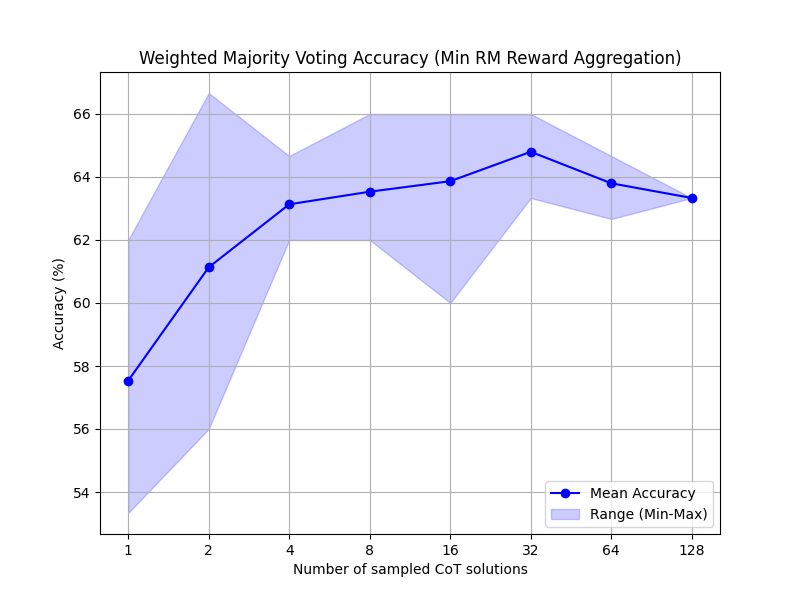 Weighted Majority Voting Accuracy (Min RM Reward Aggregation)
66
64
62
60
58
56
54
Accuracy (%)
Mean Accuracy
Range (Min-Max)
1 2 4 8 16 32 64 128
Number of sampled CoT solutions